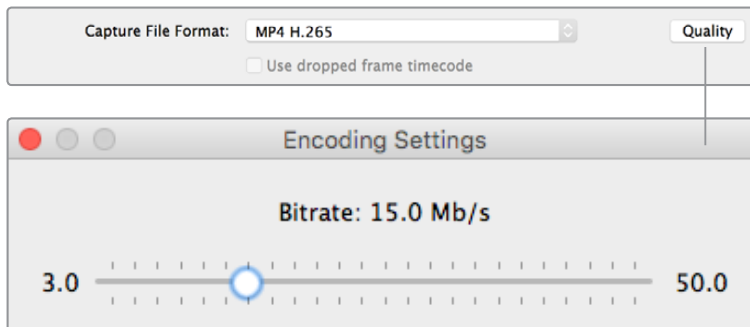 Capture File Format: MP4 H.265 Quality
Use dropped frame timecode
Encoding Settings
Bitrate: 15.0 Mb/s
3.0 50.0